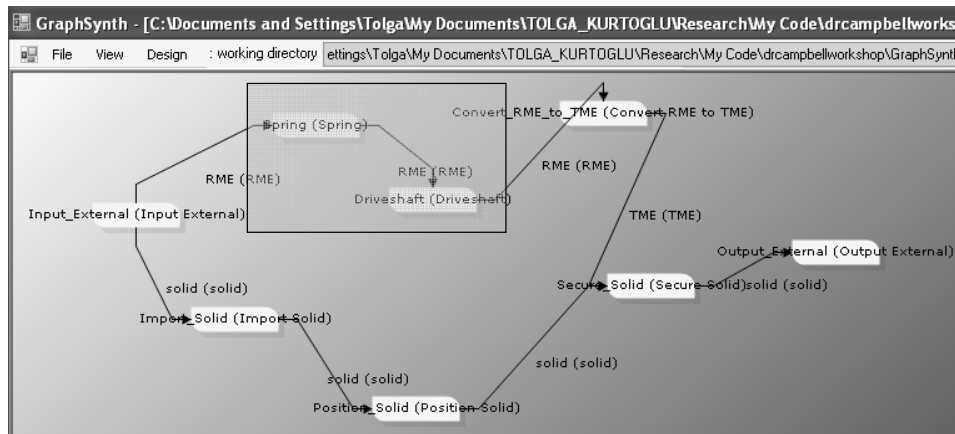 GraphSynth - [C:\Documents and Settings\Tolga\My Documents\TOLGA_KURTOGLU\Research\My Code\drcampbellworks
File View Design : working directory ettings\Tolga\My Documents\TOLGA_KURTOGLU\Research\My Code\drcampbellworkshop\GraphSynth
Convert_RME_to_TME (Convert RME to TME)
Spring (Spring)
RME (RME)
RME (RME)
RME (RME)
Driveshaft (Driveshaft)
Input_External (Input External)
TME (TME)
Output_External (Output External)
Secure_Solid (Secure Solid)solid (solid)
solid (solid)
Import_Solid (Import Solid)
solid (solid)
solid (solid)
Position_Solid (Position Solid)